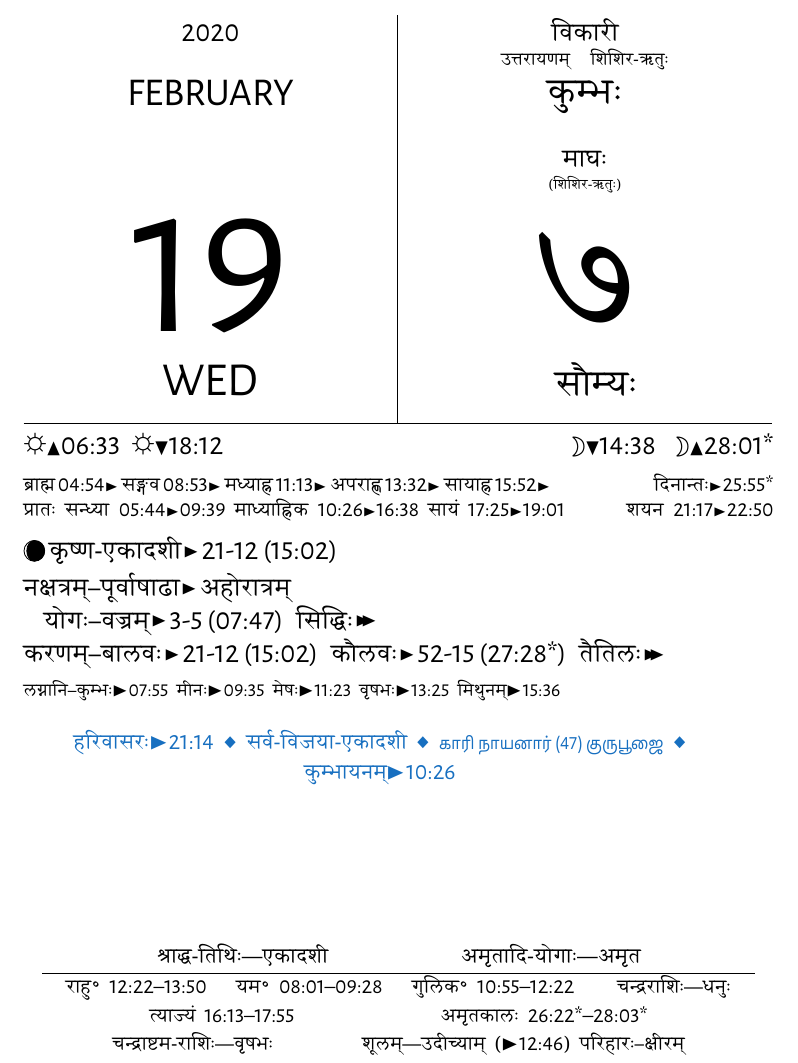 2020
FEBRUARY
19
WED
विकारी
उत्तरायणम् शिशिर-ऋतुः
कुम्भः
माघः
(शिशिर-ऋतुः)
७
सौम्यः
☼▲06:33 ☼▼18:12 ☽▼14:38 ☽▲28:01*
ब्राह्म 04:54► सङ्गव 08:53► मध्याह्न 11:13► अपराह्ण 13:32► सायाह्न 15:52► दिनान्तः►25:55*
प्रातः सन्ध्या 05:44►09:39 माध्याह्निक 10:26►16:38 सायं 17:25►19:01 शयन 21:17►22:50
कृष्ण-एकादशी►21-12 (15:02)
नक्षत्रम्–पूर्वाषाढा►अहोरात्रम्
योगः–वज्रम्►3-5 (07:47) सिद्धिः►►
करणम्–बालवः►21-12 (15:02) कौलवः►52-15 (27:28*) तैतिलः►►
लग्नानि–कुम्भः►07:55 मीनः►09:35 मेषः►11:23 वृषभः►13:25 मिथुनम्►15:36
हरिवासरः►21:14 ◆ सर्व-विजया-एकादशी ◆ காரி நாயனார் (47) குருபூஜை ◆
कुम्भायनम्►10:26
श्राद्ध-तिथिः—एकादशी अमृतादि-योगाः—अमृत
राहु॰ 12:22–13:50 यम॰ 08:01–09:28 गुलिक॰ 10:55–12:22 चन्द्रराशिः—धनुः
त्याज्यं 16:13–17:55 अमृतकालः 26:22*–28:03*
चन्द्राष्टम-राशिः—वृषभः शूलम्—उदीच्याम् (►12:46) परिहारः–क्षीरम्